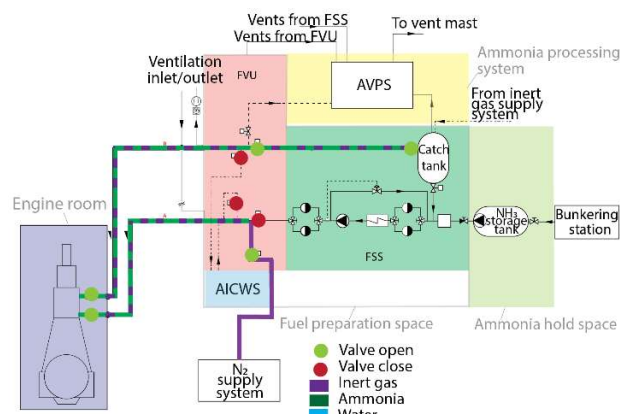 Vents from FSS
Vents from FVU
To vent mast
Ventilation
inlet/outlet
FVU
AVPS
Ammonia processing
system
From inert
gas supply
system
Catch
tank
Engine room
NH3
storage
tank
Bunkering
station
FSS
AICWS
Fuel preparation space
Ammonia hold space
N2
supply system
Valve open
Valve close
Inert gas
Ammonia
Water